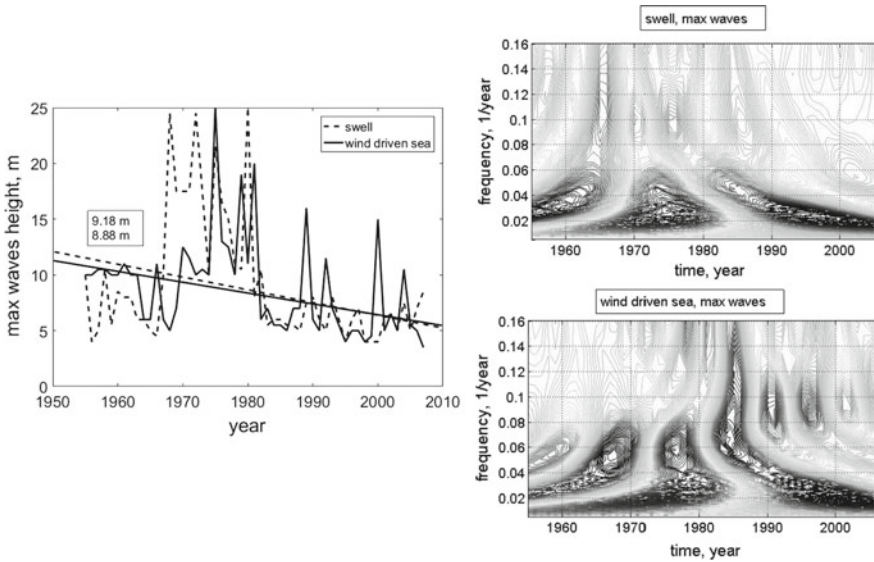 max waves height, m
25
20
15
10
5
0
swell
wind driven sea
9.18 m
8.88 m
1950 1960 1970 1980 1990 2000 2010
year
swell, max waves
frequency, 1/year
0.16
0.14
0.12
0.1
0.08
0.06
0.04
0.02
1960 1970 1980 1990 2000
time, year
wind driven sea, max waves
frequency, 1/year
0.16
0.14
0.12
0.1
0.08
0.06
0.04
0.02
1960 1970 1980 1990 2000
time, year